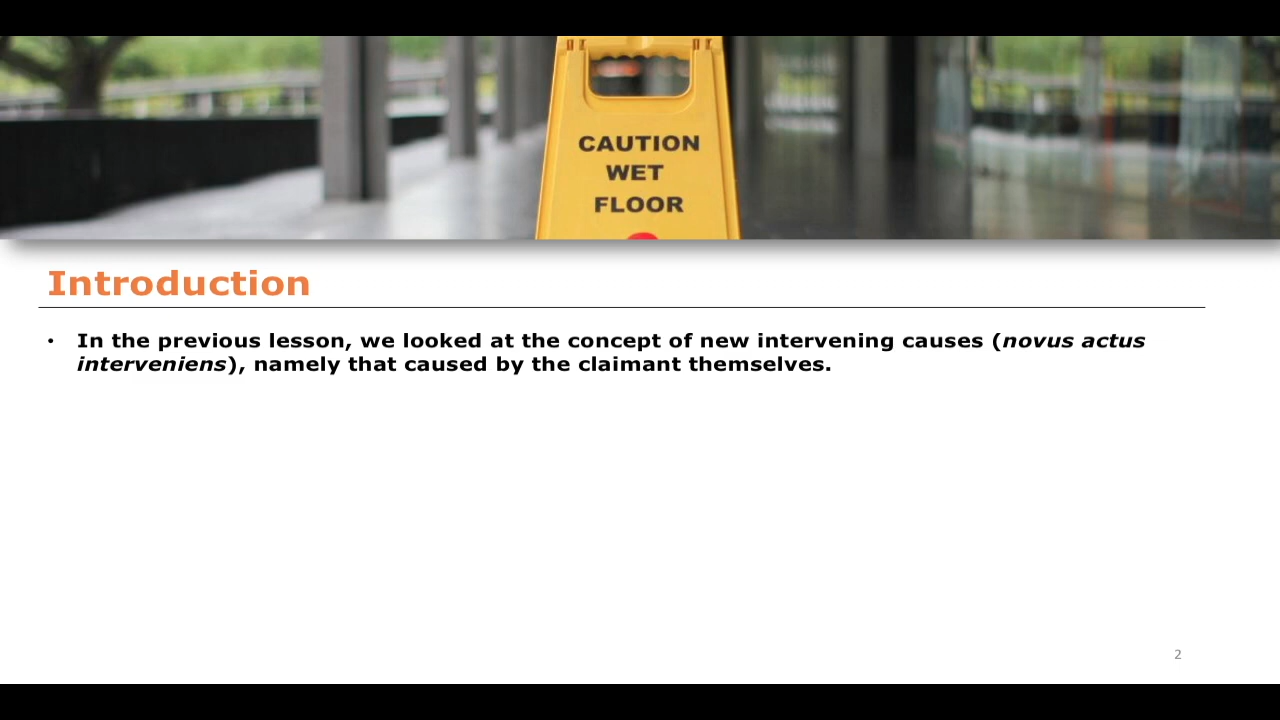 CAUTION
WET
FLOOR
Introduction
• In the previous lesson, we looked at the concept of new intervening causes (novus actus
interveniens), namely that caused by the claimant themselves.
2